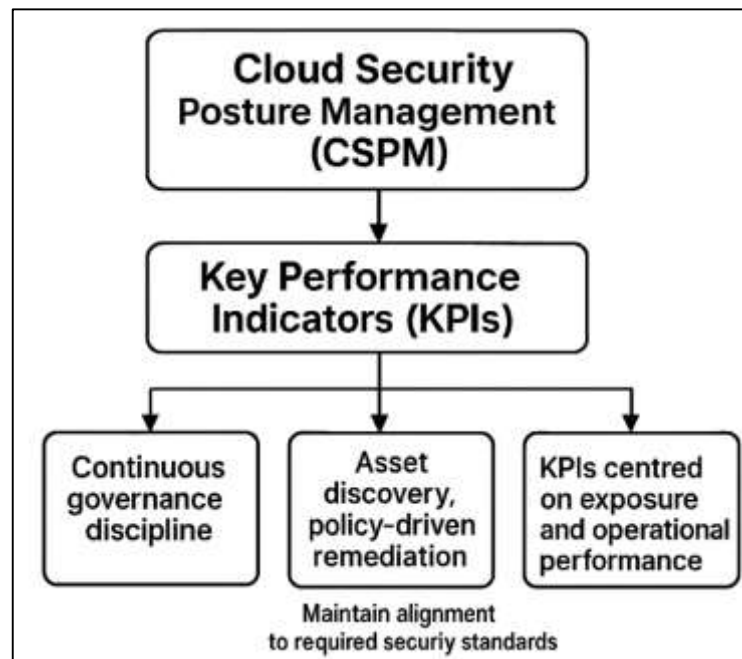 Cloud Security
Posture Management
(CSPM)
Key Performance
Indicators (KPIs)
Continuous
governance
discipline
Asset
discovery,
policy-driven
remediation
KPIs centred
on exposure
and operational
performance
Maintain alignment
to required securiy standards